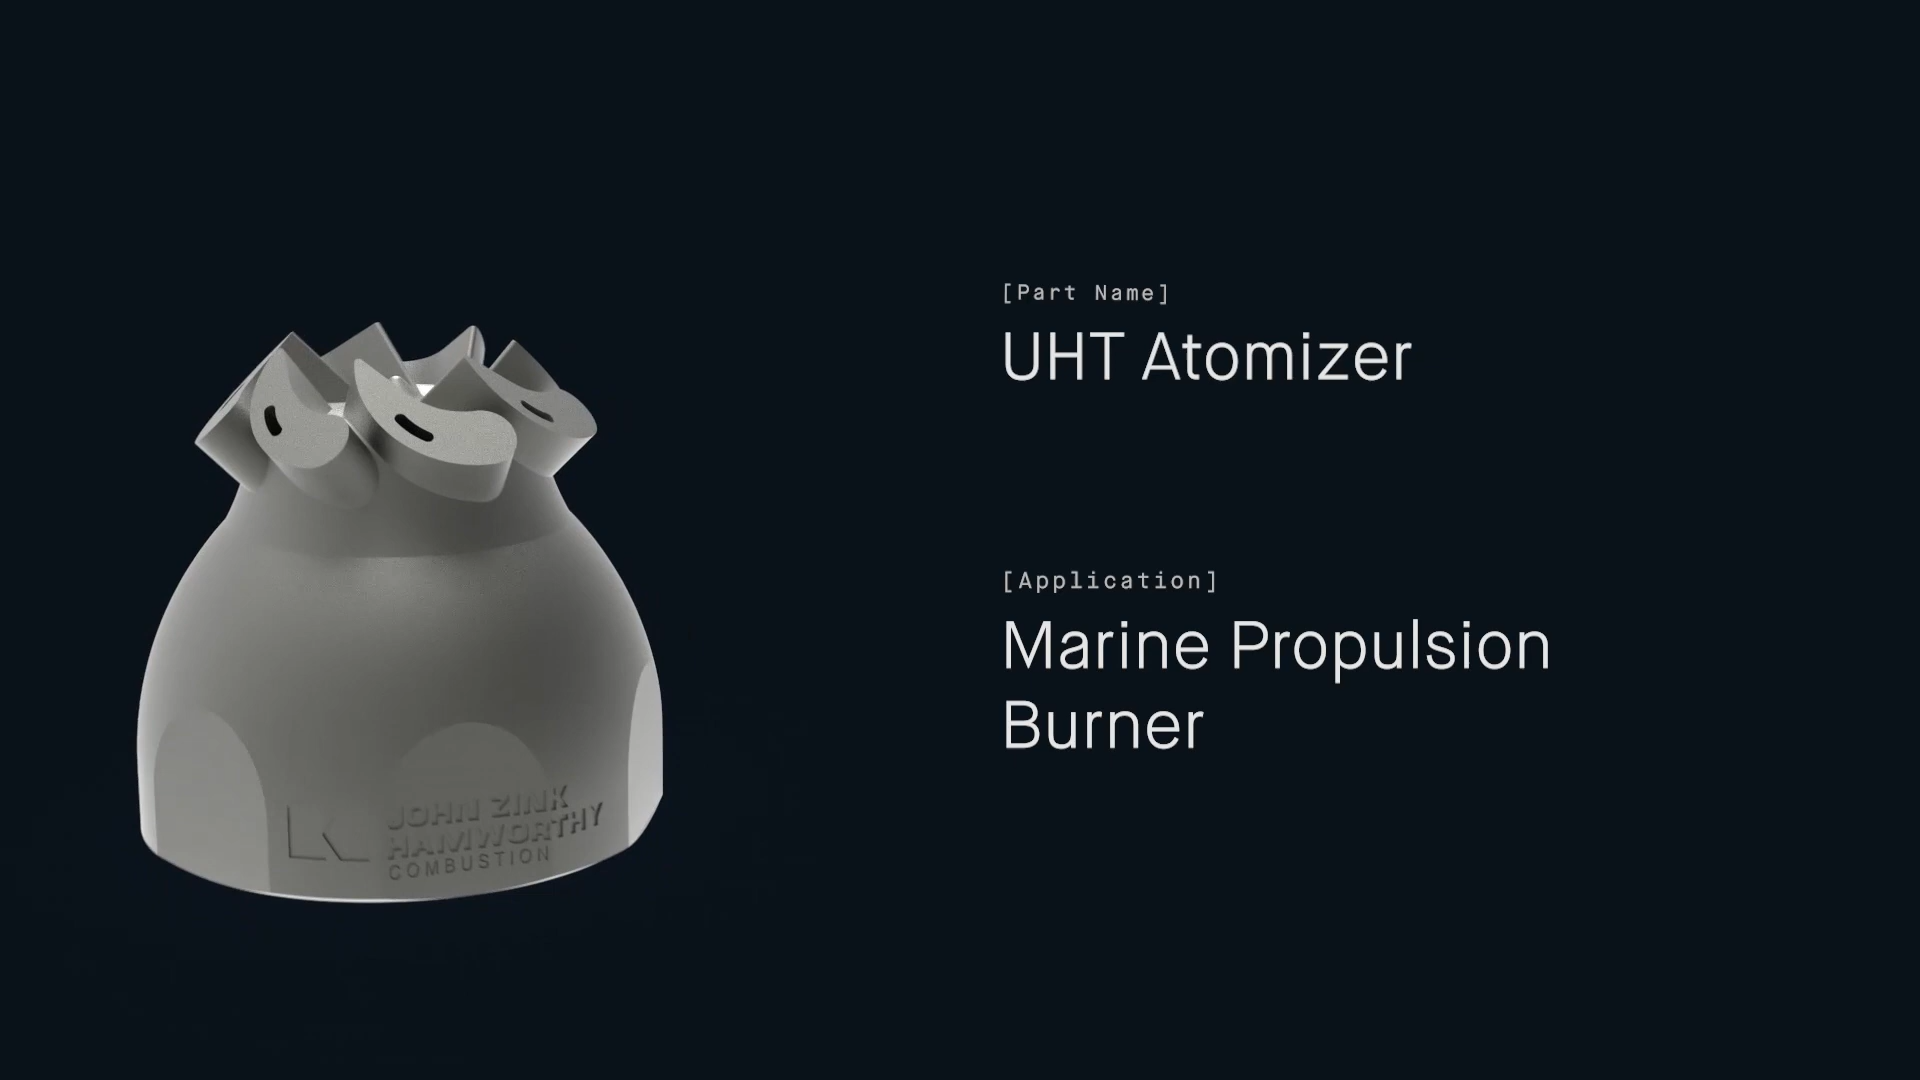 [Part Name]
UHT Atomizer
[Application]
Marine Propulsion
Burner
JOHN ZINK
HAMWORTHY
COMBUSTION